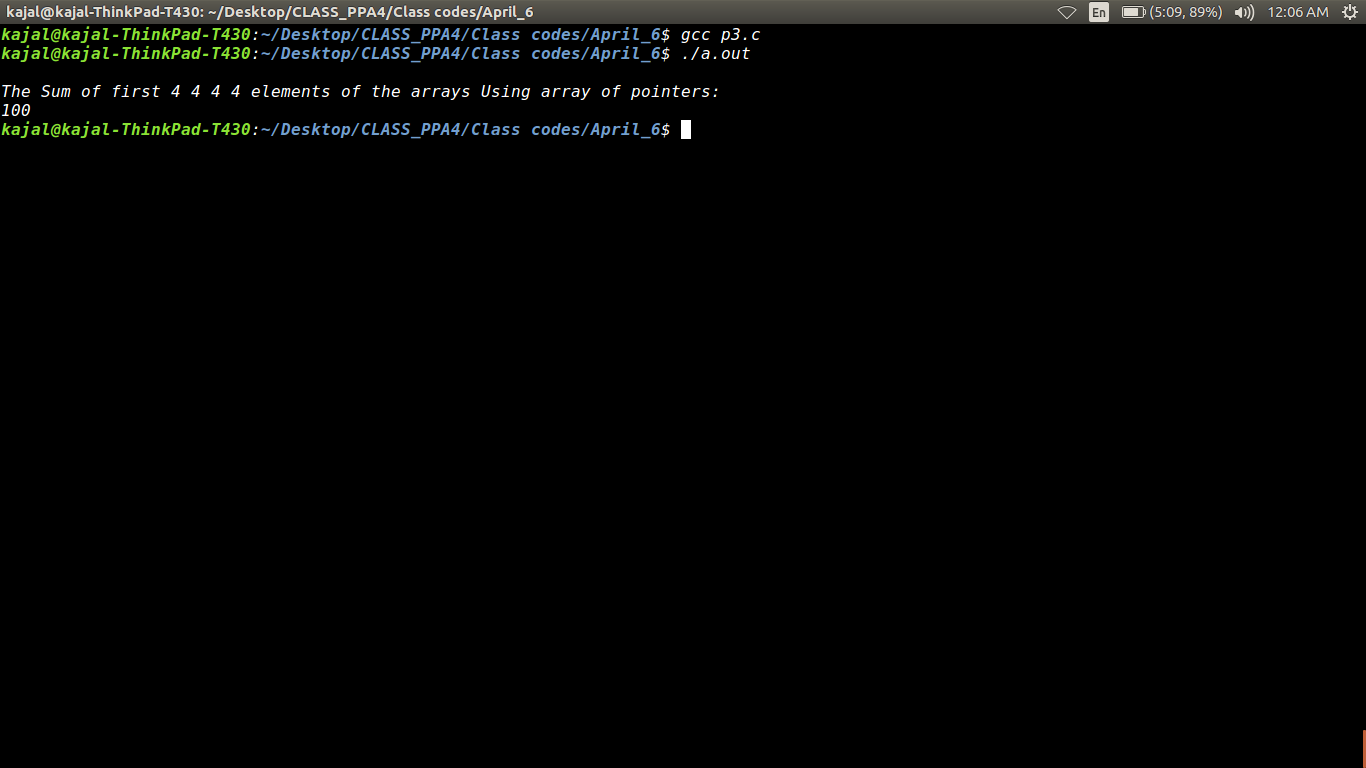 kajal@kajal-ThinkPad-T430: ~/Desktop/CLASS_PPA4/Class codes/April_6 En (5:09, 89%) 12:06 AM
kajal@kajal-ThinkPad-T430:~/Desktop/CLASS_PPA4/Class codes/April_6$ gcc p3.c
kajal@kajal-ThinkPad-T430:~/Desktop/CLASS_PPA4/Class codes/April_6$ ./a.out
The Sum of first 4 4 4 4 elements of the arrays Using array of pointers:
100
kajal@kajal-ThinkPad-T430:~/Desktop/CLASS_PPA4/Class codes/April_6$